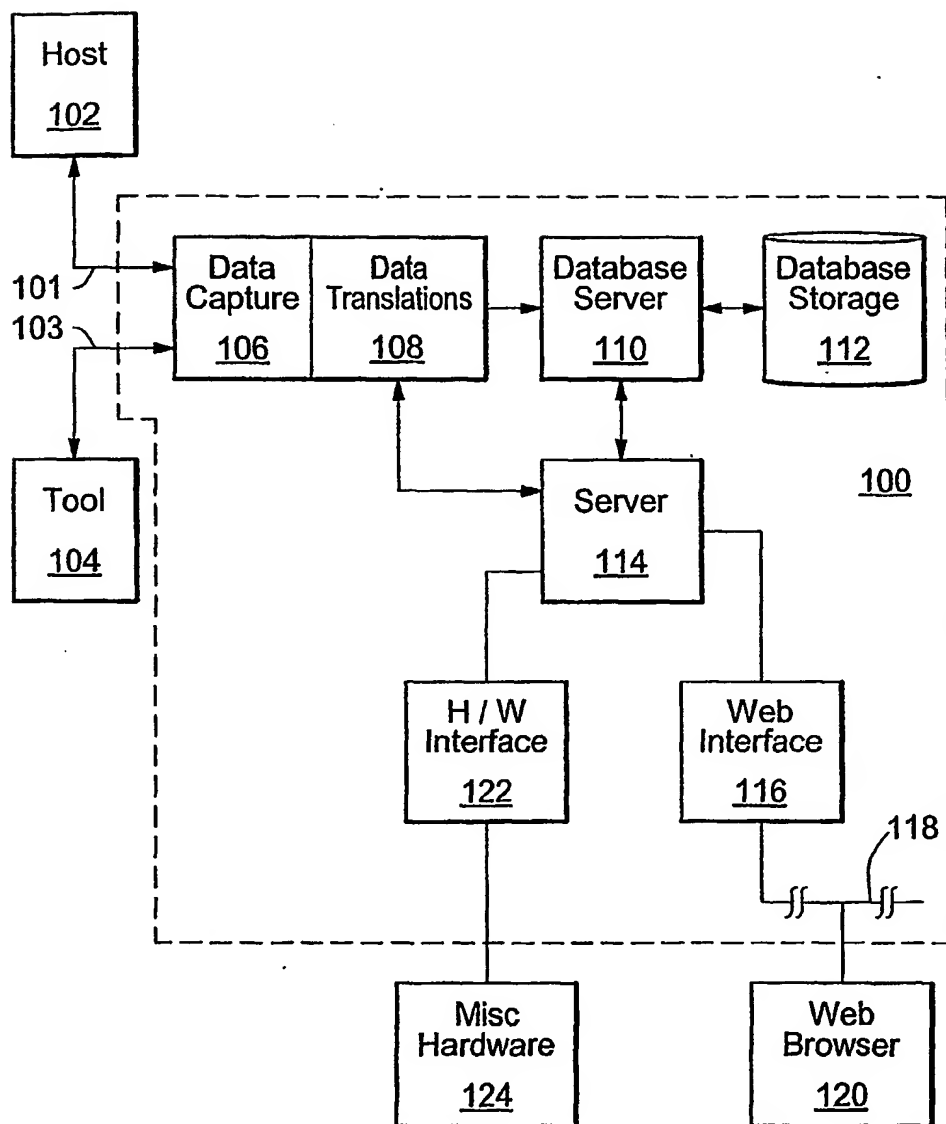 Host
102
101
103
Data
Capture
106
Data
Translations
108
Database
Server
110
Database
Storage
112
Tool
104
Server
114
100
H / W
Interface
122
Web
Interface
116
118
Misc
Hardware
124
Web
Browser
120